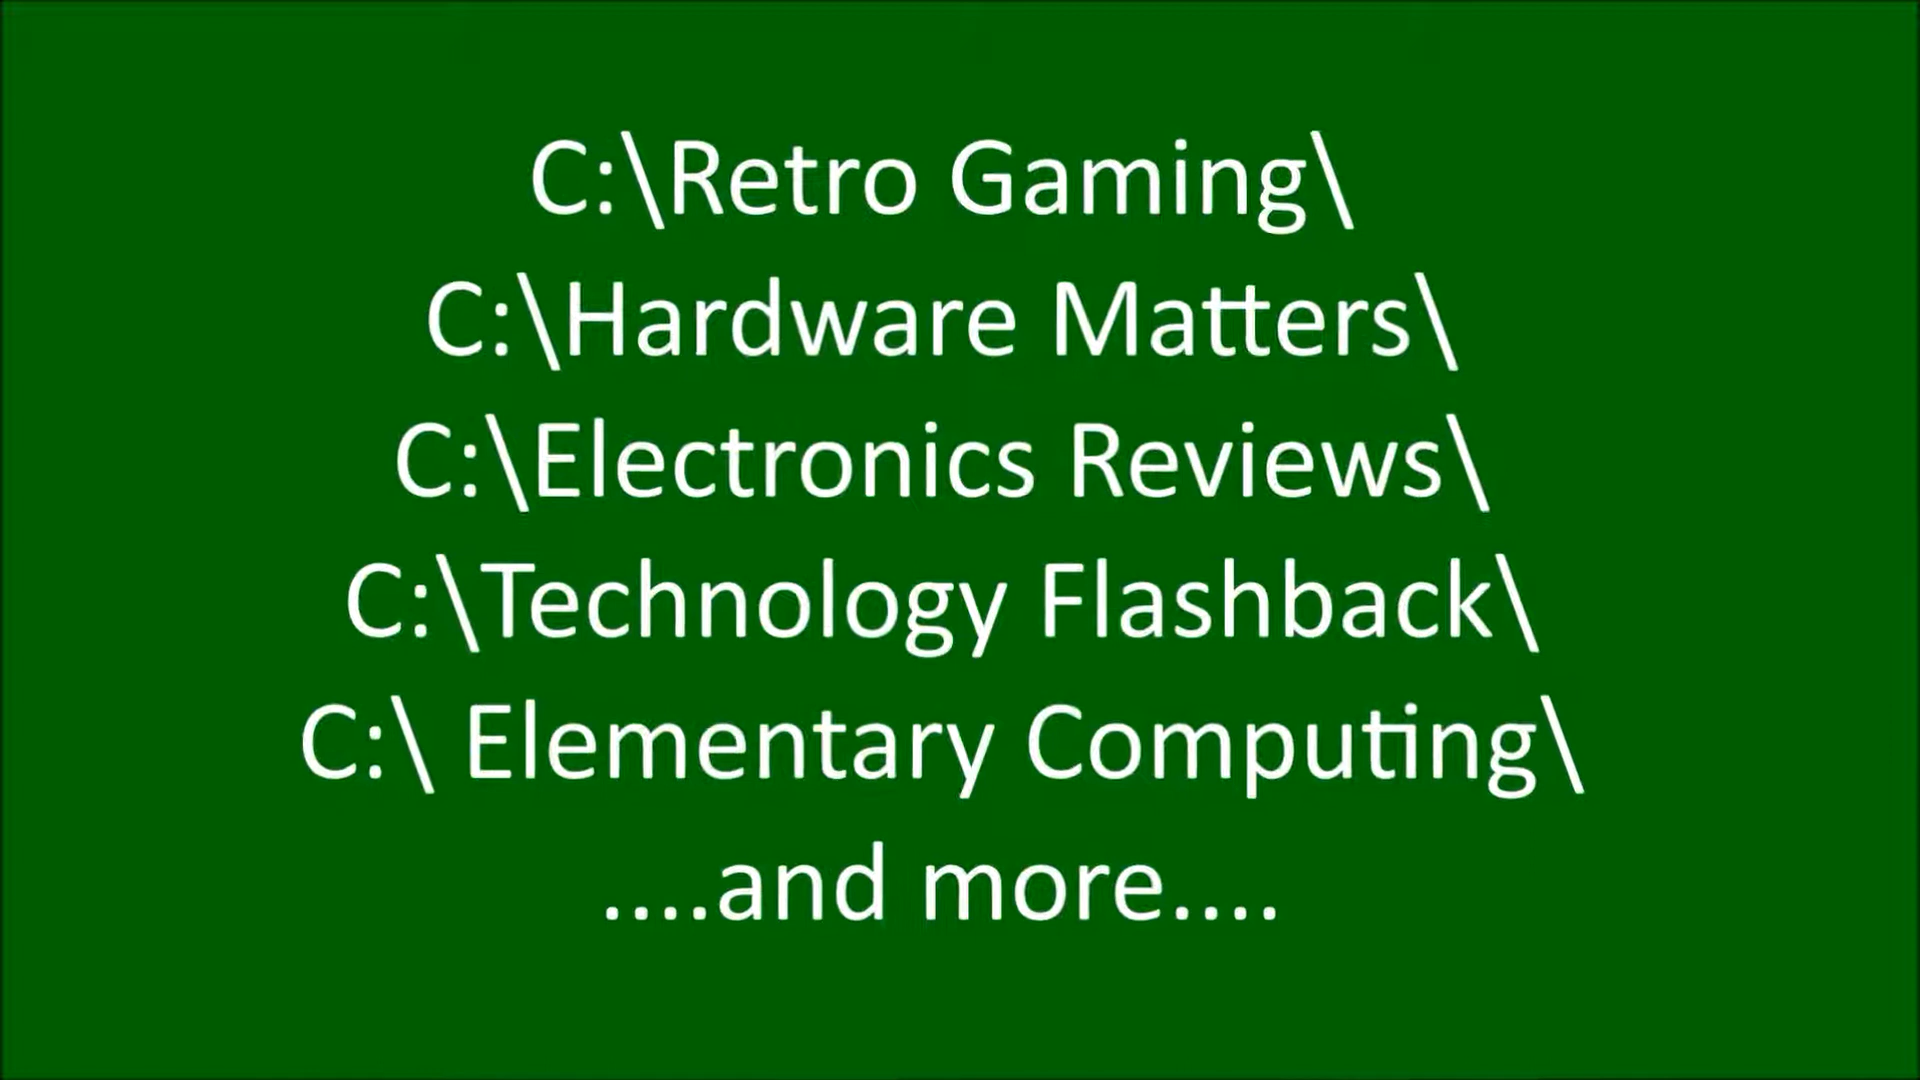 C:\Retro Gaming\
C:\Hardware Matters\
C:\Electronics Reviews\
C:\Technology Flashback\
C:\ Elementary Computing\
....and more....